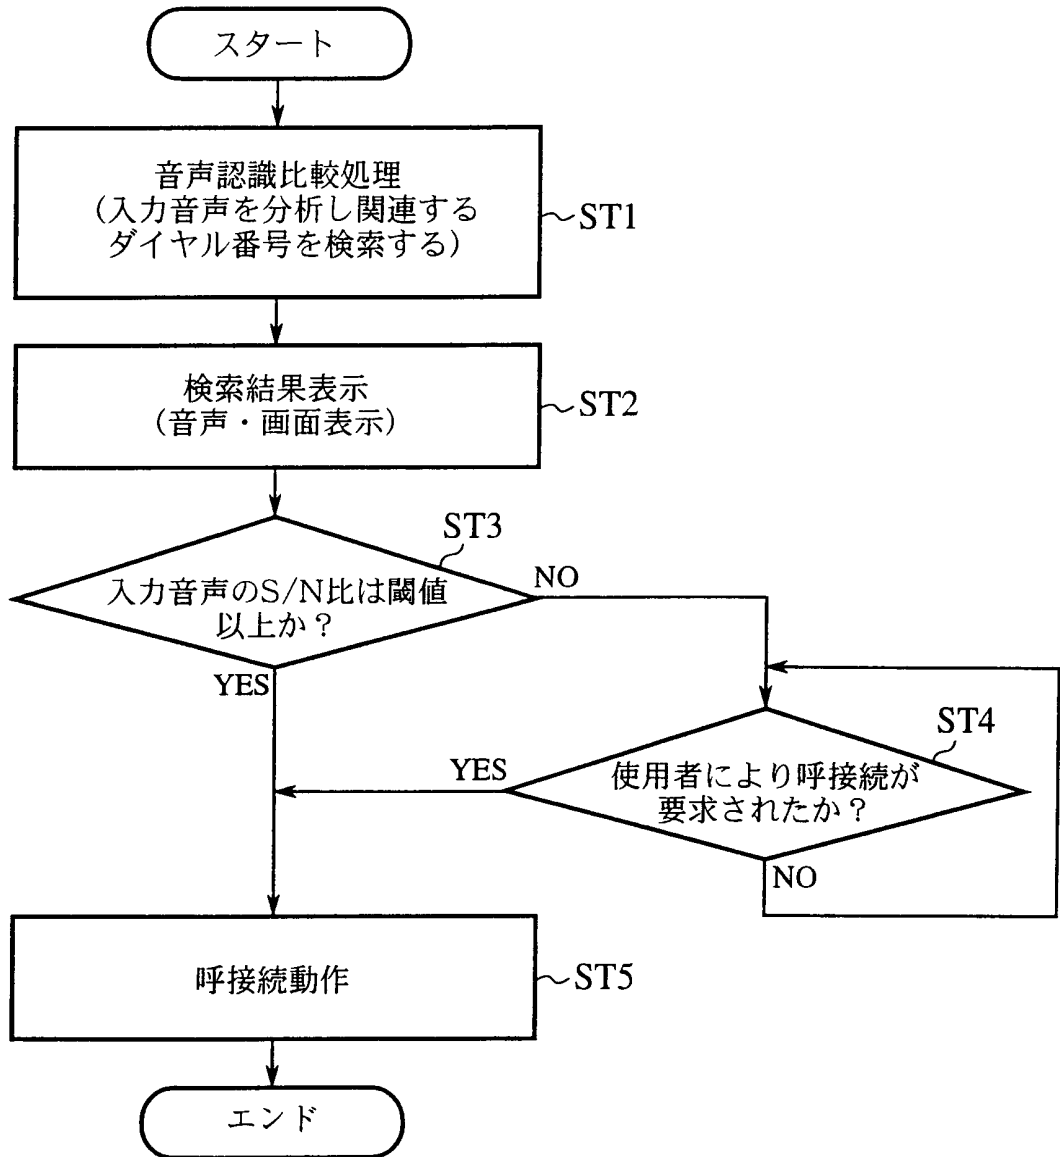 スタート
音声認識比較処理
(入力音声を分析し関連する
ダイヤル番号を検索する)
ST1
検索結果表示
(音声・画面表示)
ST2
ST3
入力音声のS/N比は閾値
以上か?
NO
YES
ST4
使用者により呼接続が
要求されたか?
YES
NO
呼接続動作
ST5
エンド